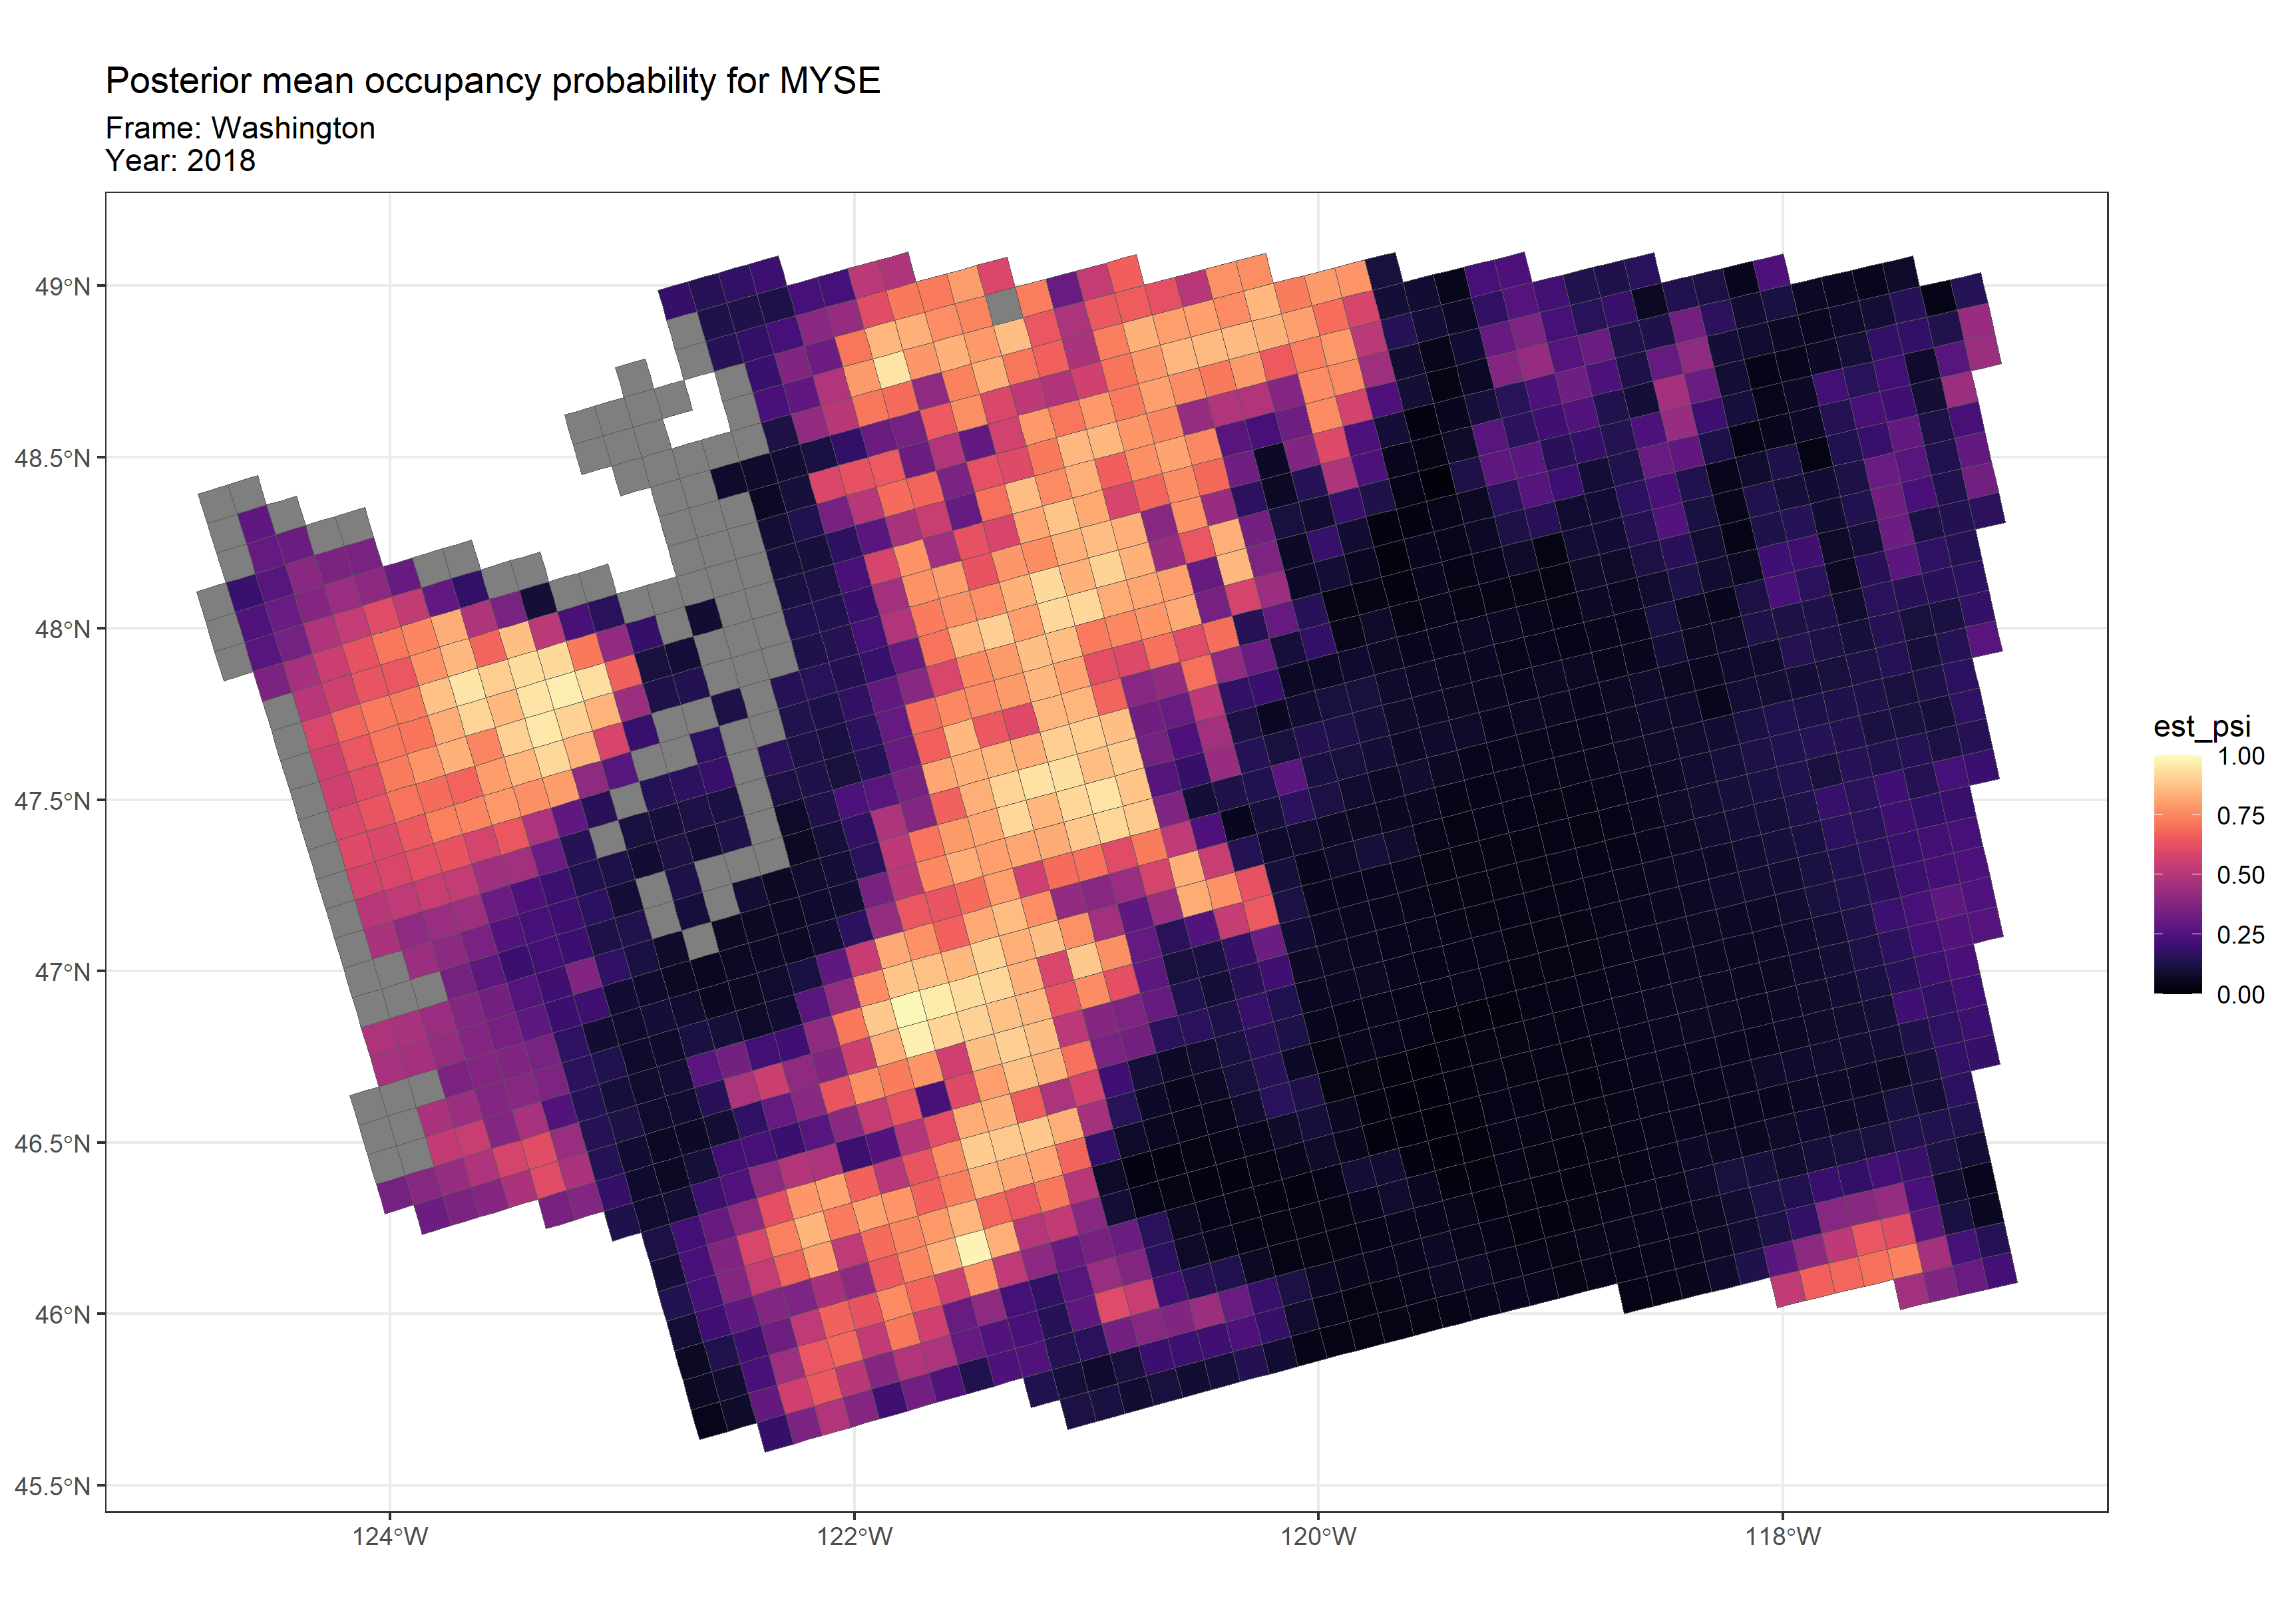 Posterior mean occupancy probability for MYSE
Frame: Washington
Year: 2018
49°N
48.5°N
48°N
47.5°N
47°N
46.5°N
46°N
45.5°N
124°W
122°W
120°W
118°W
est_psi
1.00
0.75
0.50
0.25
0.00